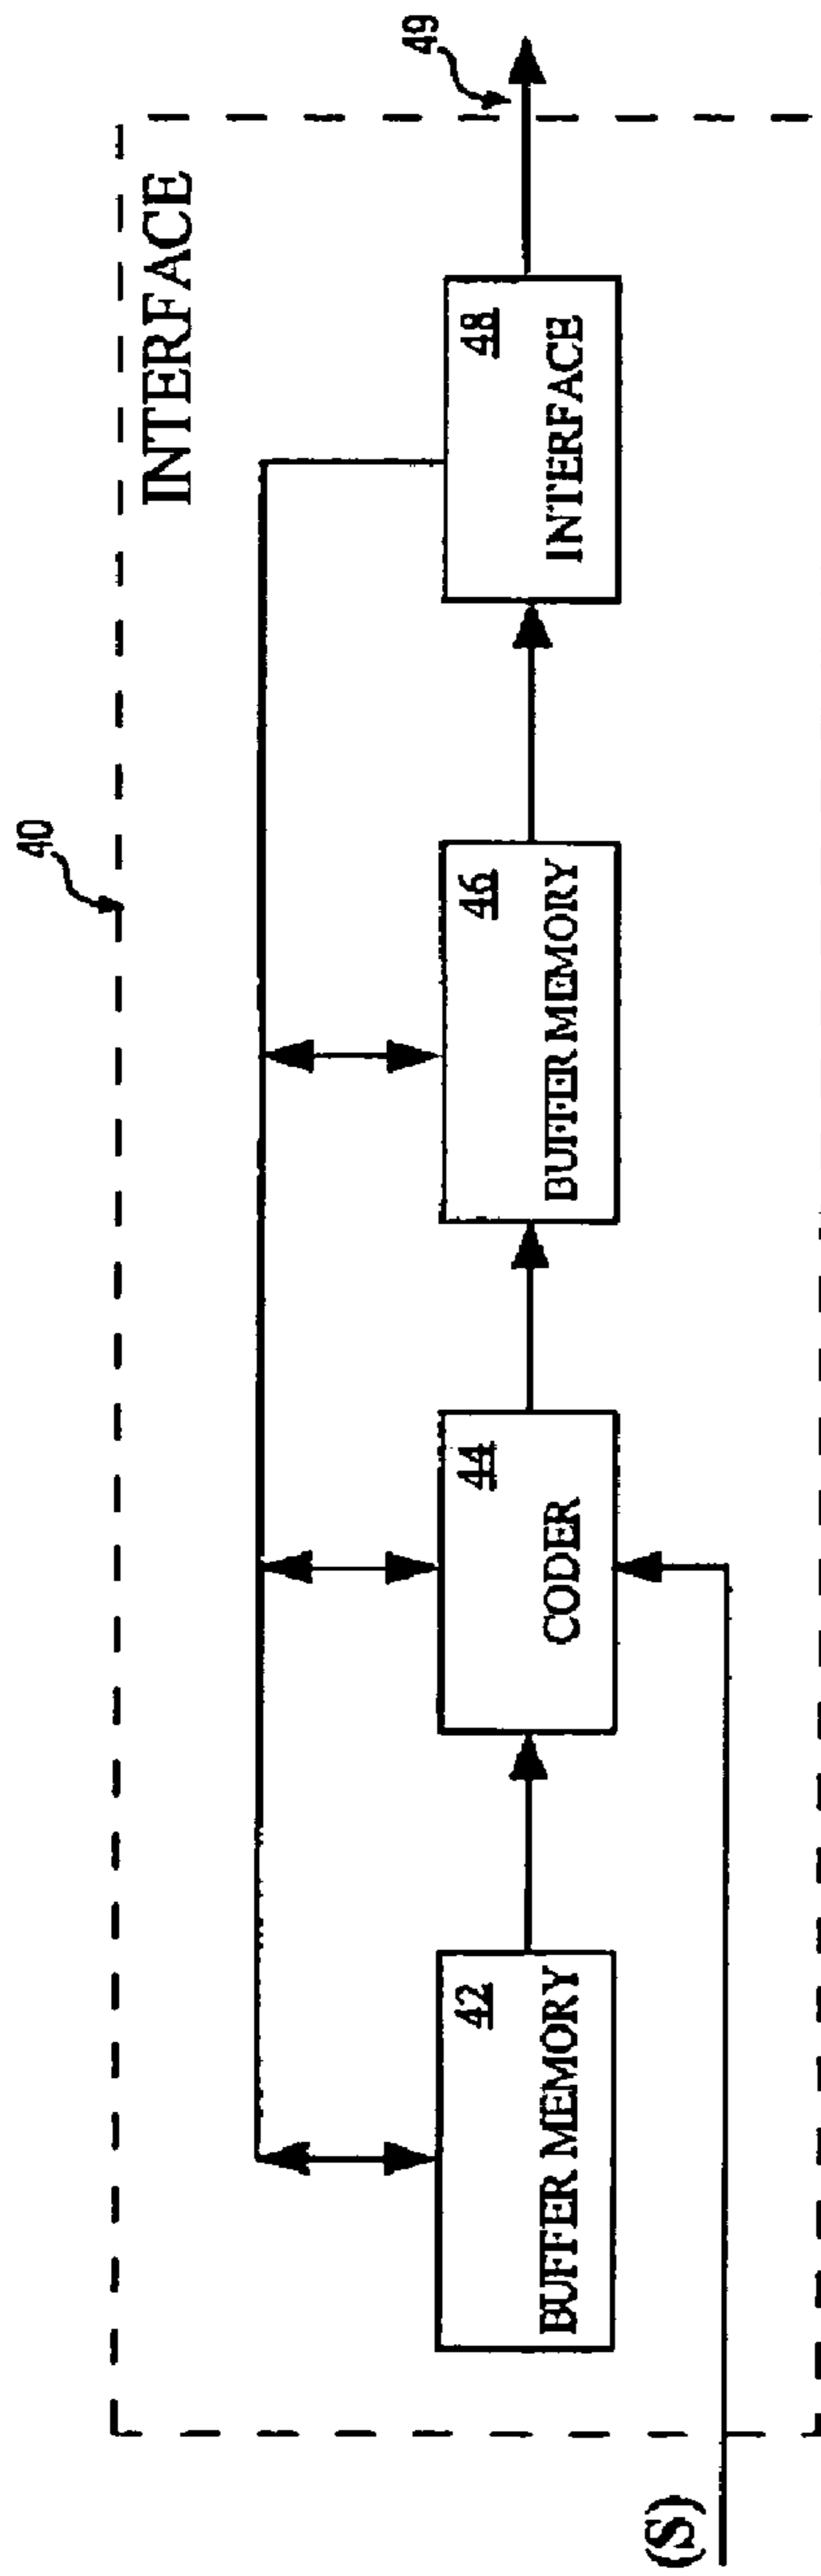 40
49
INTERFACE
42
BUFFER MEMORY
44
CODER
46
BUFFER MEMORY
48
INTERFACE
(S)